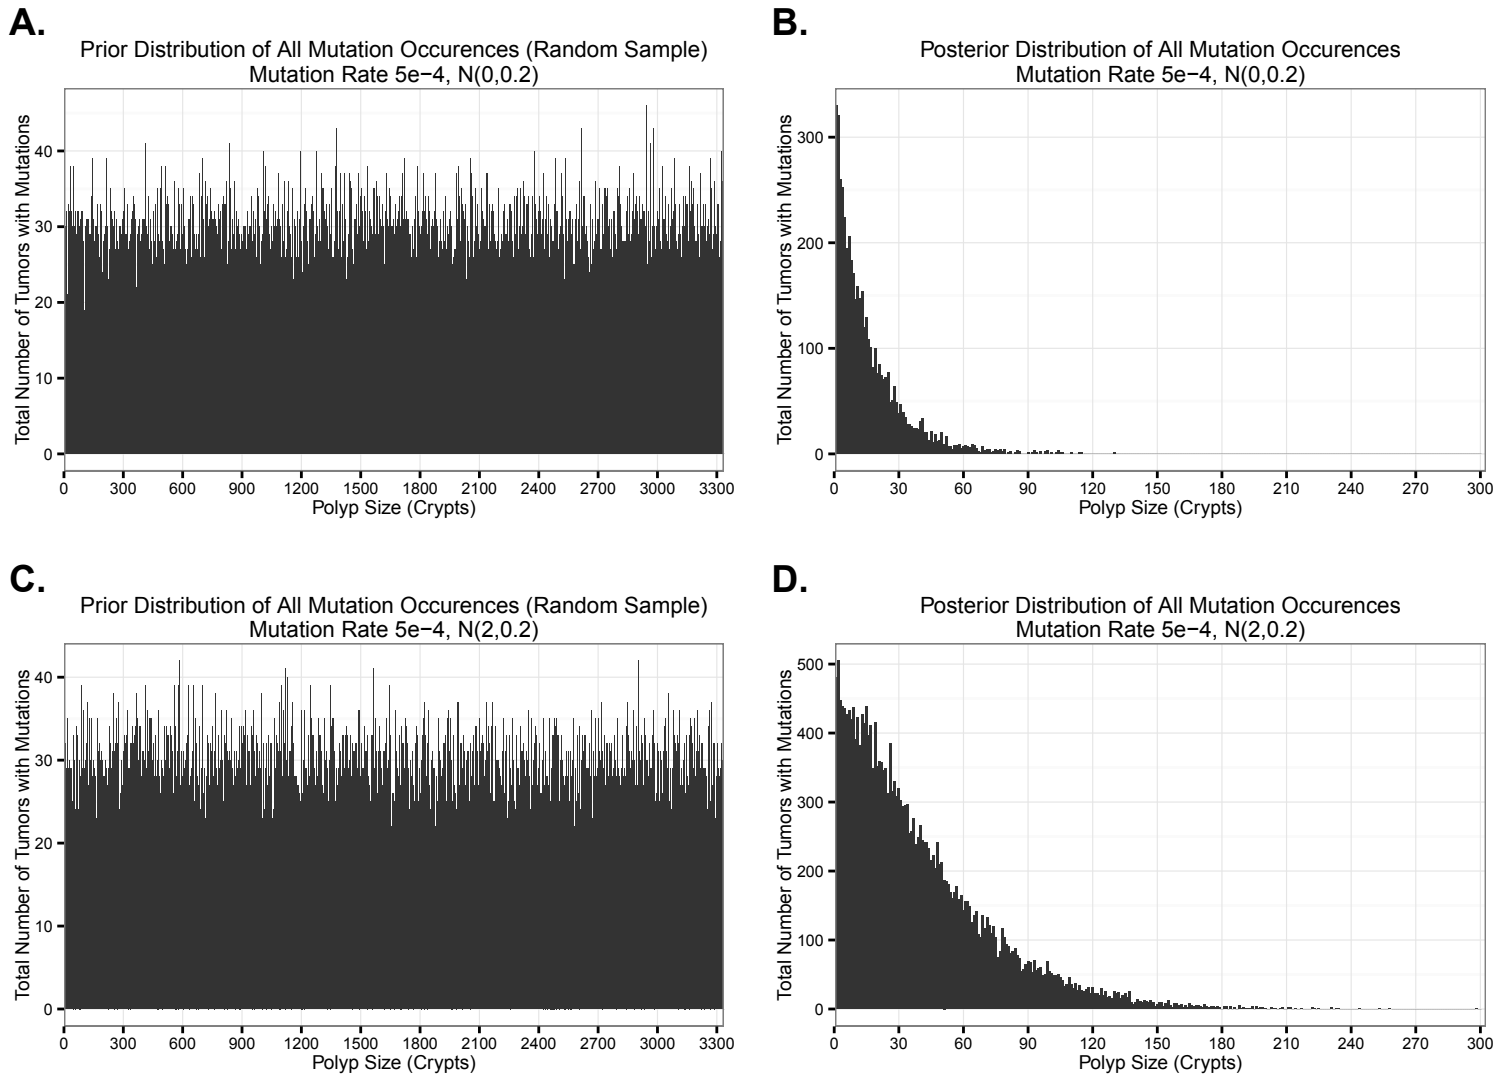 A.
Prior Distribution of All Mutation Occurences (Random Sample)
Mutation Rate 5e−4, N(0,0.2)
Total Number of Tumors with Mutations
40
30
20
10
0
0 300 600 900 1200 1500 1800 2100 2400 2700 3000 3300
Polyp Size (Crypts)
B.
Posterior Distribution of All Mutation Occurences
Mutation Rate 5e−4, N(0,0.2)
Total Number of Tumors with Mutations
300
200
100
0
0 30 60 90 120 150 180 210 240 270 300
Polyp Size (Crypts)
C.
Prior Distribution of All Mutation Occurences (Random Sample)
Mutation Rate 5e−4, N(2,0.2)
Total Number of Tumors with Mutations
40
30
20
10
0
0 300 600 900 1200 1500 1800 2100 2400 2700 3000 3300
Polyp Size (Crypts)
D.
Posterior Distribution of All Mutation Occurences
Mutation Rate 5e−4, N(2,0.2)
Total Number of Tumors with Mutations
500
400
300
200
100
0
0 30 60 90 120 150 180 210 240 270 300
Polyp Size (Crypts)